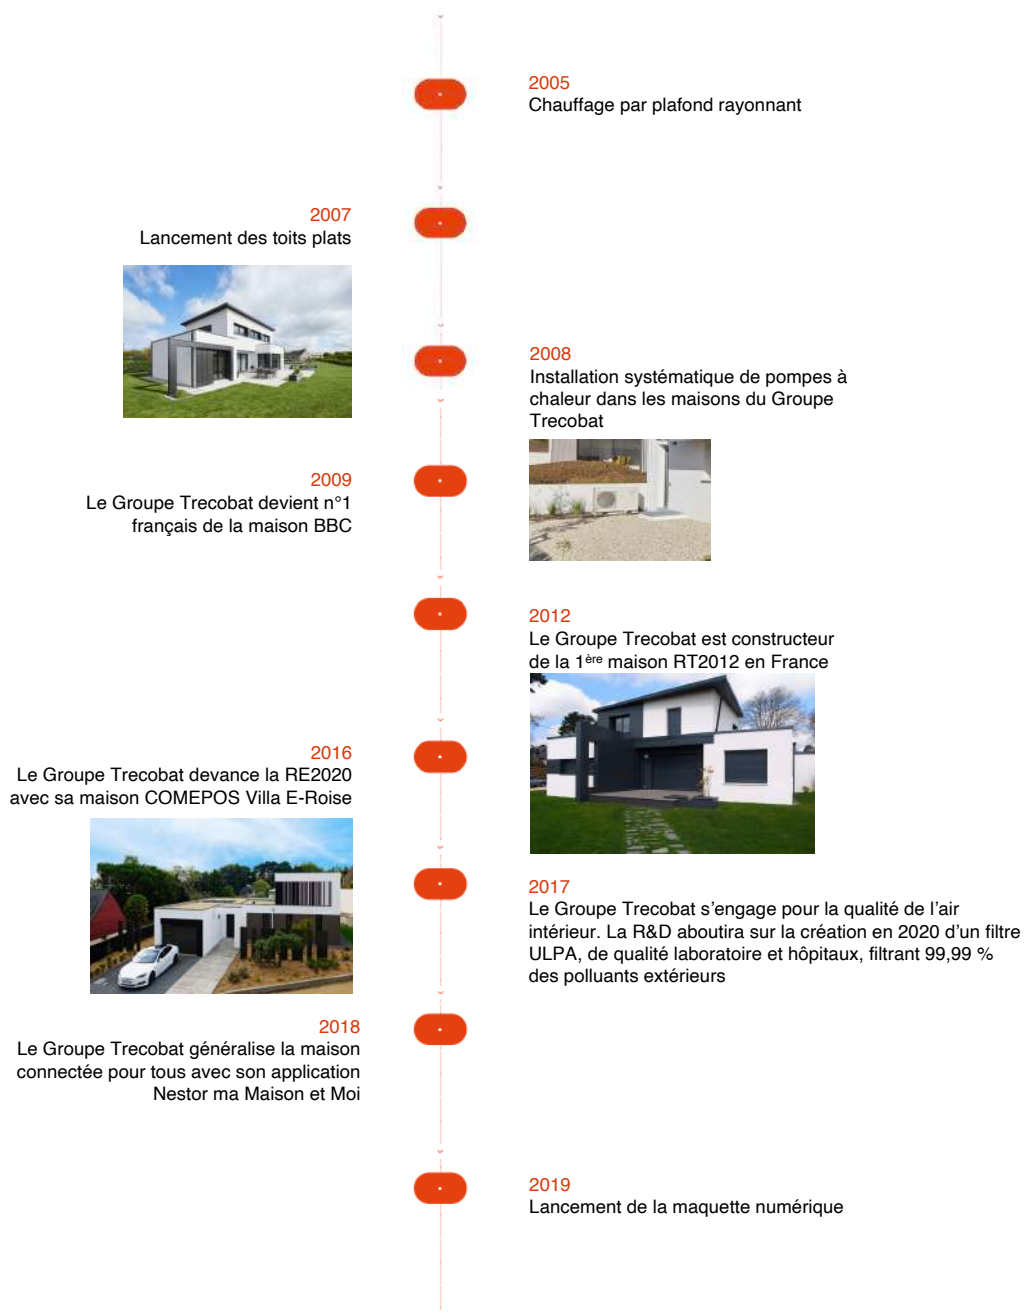 2005
Chauffage par plafond rayonnant
2007
Lancement des toits plats
2008
Installation systématique de pompes à
chaleur dans les maisons du Groupe
Trecobat
2009
Le Groupe Trecobat devient n°1
français de la maison BBC
2012
Le Groupe Trecobat est constructeur
de la 1ère maison RT2012 en France
2016
Le Groupe Trecobat devance la RE2020
avec sa maison COMEPOS Villa E-Roise
2017
Le Groupe Trecobat s’engage pour la qualité de l’air
intérieur. La R&D aboutira sur la création en 2020 d’un filtre
ULPA, de qualité laboratoire et hôpitaux, filtrant 99,99 %
des polluants extérieurs
2018
Le Groupe Trecobat généralise la maison
connectée pour tous avec son application
Nestor ma Maison et Moi
2019
Lancement de la maquette numérique